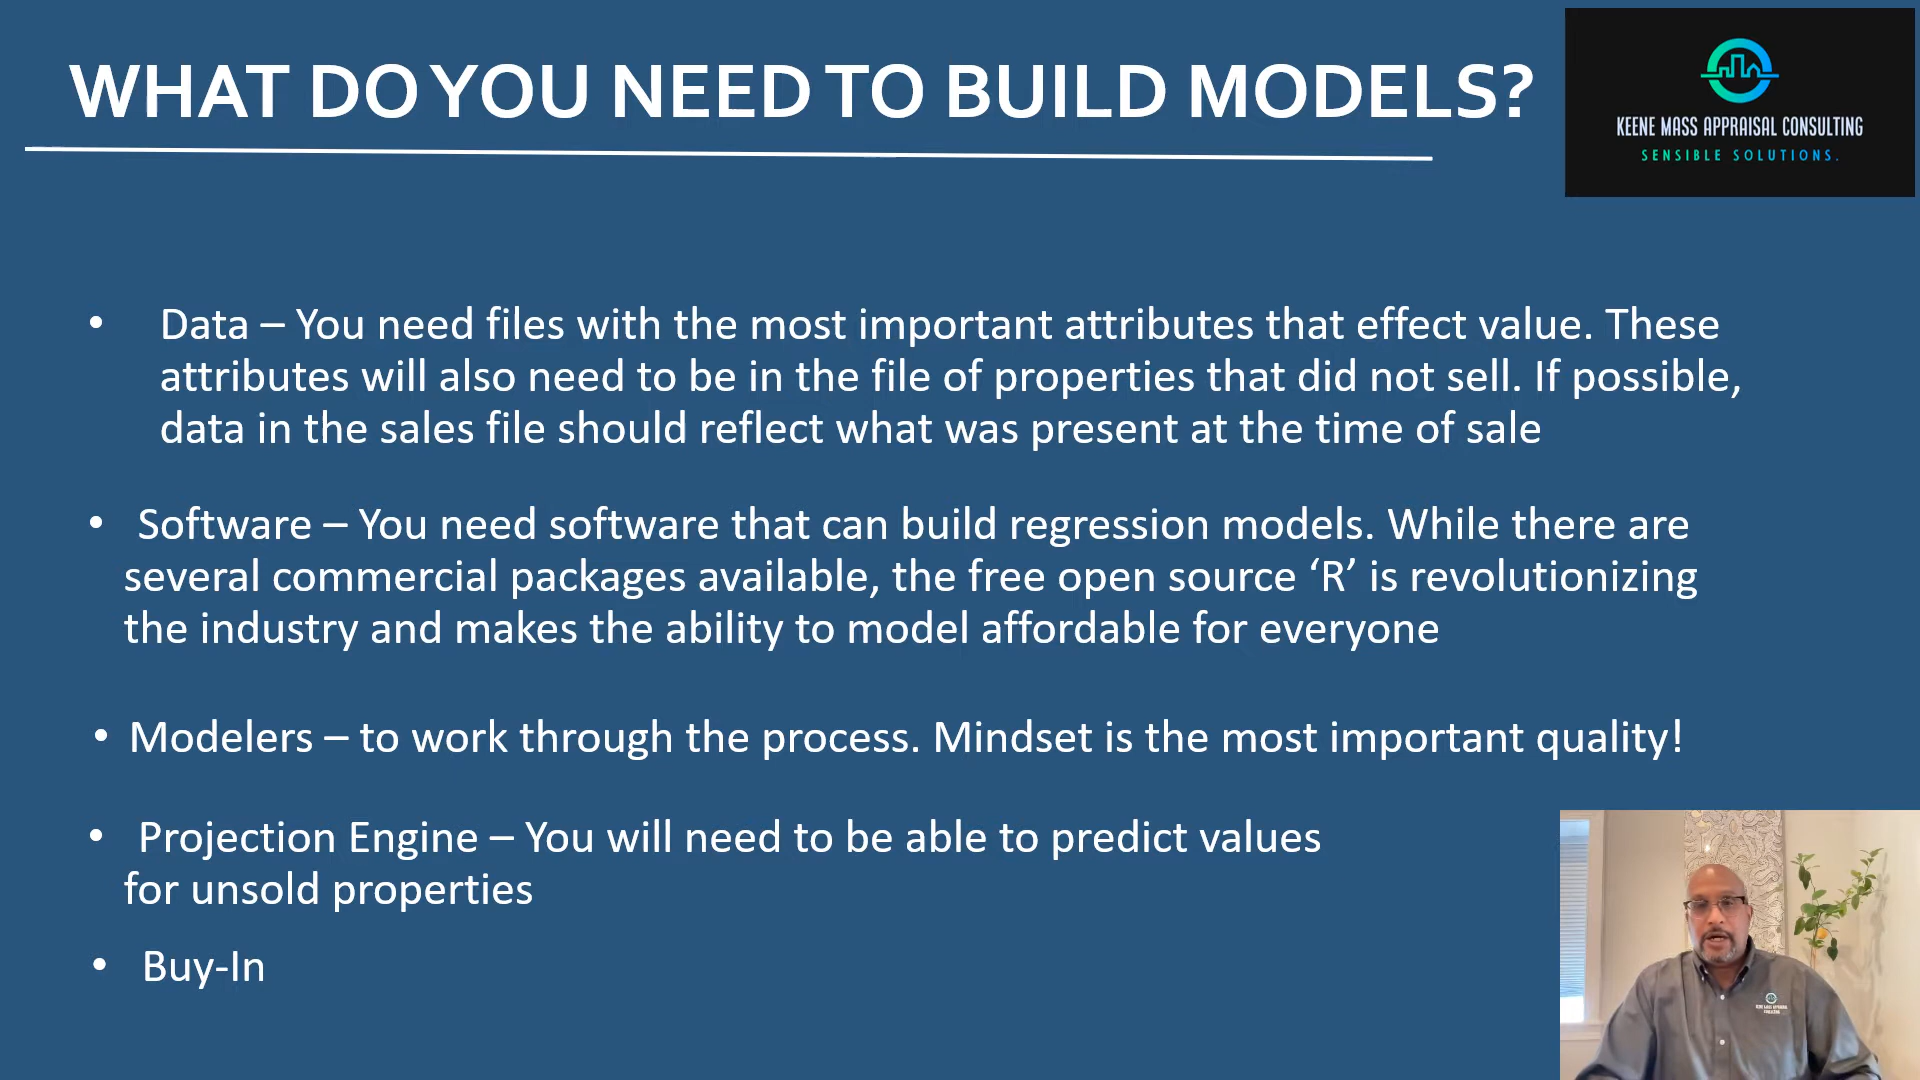 WHAT DO YOU NEED TO BUILD MODELS?
KEENE MASS APPRAISAL CONSULTING
SENSIBLE SOLUTIONS.
• Data – You need files with the most important attributes that effect value. These
attributes will also need to be in the file of properties that did not sell. If possible,
data in the sales file should reflect what was present at the time of sale
• Software – You need software that can build regression models. While there are
several commercial packages available, the free open source ‘R’ is revolutionizing
the industry and makes the ability to model affordable for everyone
• Modelers – to work through the process. Mindset is the most important quality!
• Projection Engine – You will need to be able to predict values
for unsold properties
• Buy-In